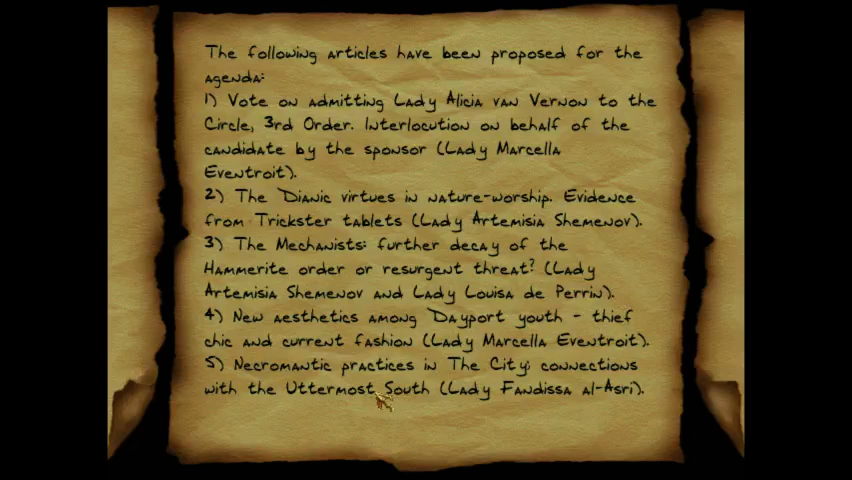 The following articles have been proposed for the
agenda:
1) Vote on admitting Lady Alicia van Vernon to the
Circle, 3rd Order. Interlocution on behalf of the
candidate by the sponsor (Lady Marcella
Eventroit).
2) The Dianic virtues in nature-worship. Evidence
from Trickster tablets (Lady Artemisia Shemenov).
3) The Mechanists: further decay of the
Hammerite order or resurgent threat? (Lady
Artemisia Shemenov and Lady Louisa de Perrin).
4) New aesthetics among Dayport youth - thief
chic and current fashion (Lady Marcella Eventroit).
5) Necromantic practices in The City: connections
with the Uttermost South (Lady Fandissa al-Asri).